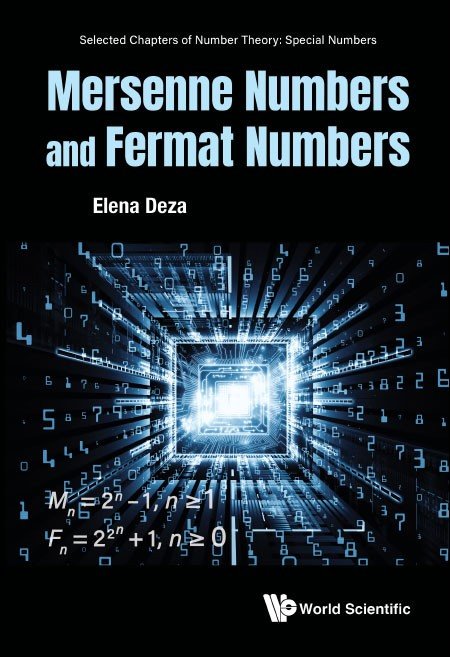 Selected Chapters of Number Theory: Special Numbers
Mersenne Numbers
and Fermat Numbers
Elena Deza
Mₙ = 2ⁿ − 1, n ≥ 1
Fₙ = 2^{2ⁿ} + 1, n ≥ 0
World Scientific